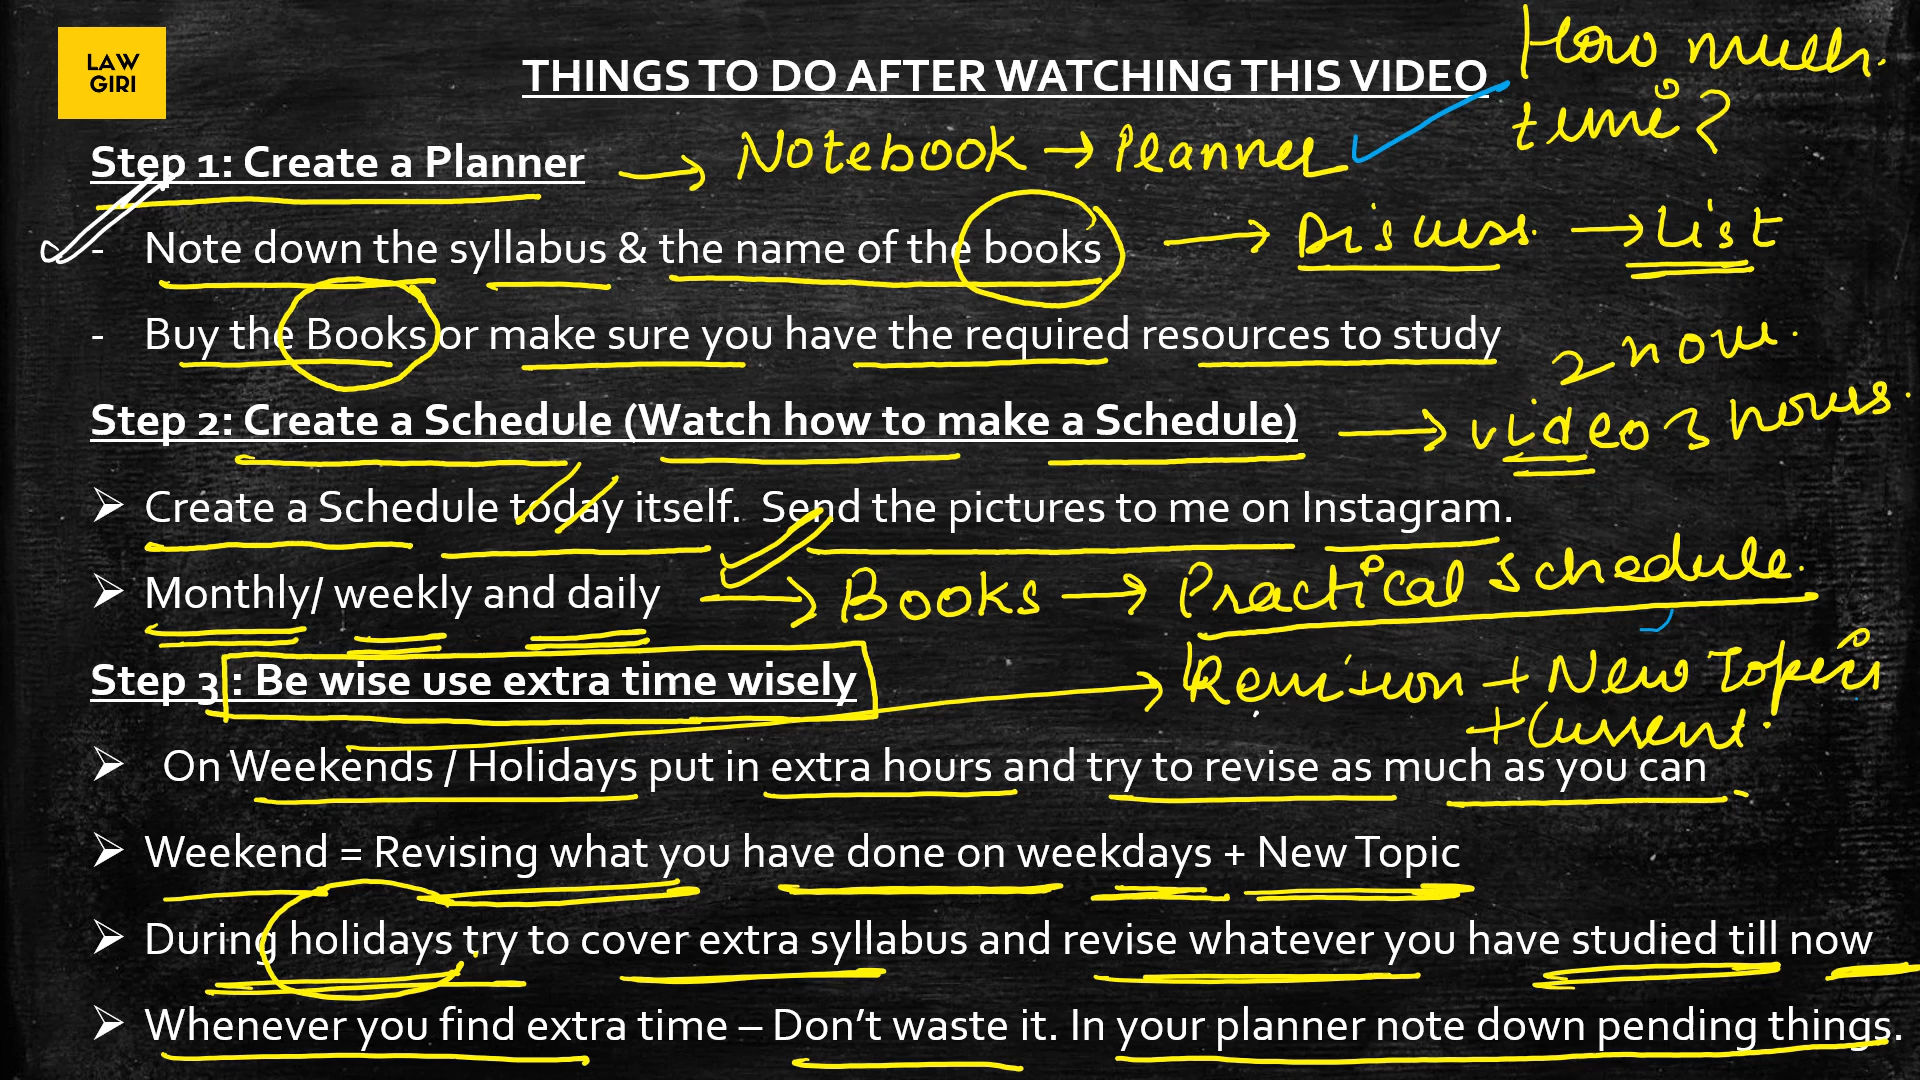 LAW
GIRI
THINGS TO DO AFTER WATCHING THIS VIDEO
How much
time?
Step 1: Create a Planner → Notebook → Planner
- Note down the syllabus & the name of the books → Discuss. → List
- Buy the Books or make sure you have the required resources to study
2 hour.
Step 2: Create a Schedule (Watch how to make a Schedule) → video 3 hours.
➢ Create a Schedule today itself. Send the pictures to me on Instagram.
➢ Monthly/ weekly and daily → Books → Practical schedule.
Step 3 : Be wise use extra time wisely → Revision + New Topics
+ Current.
➢ On Weekends / Holidays put in extra hours and try to revise as much as you can
➢ Weekend = Revising what you have done on weekdays + New Topic
➢ During holidays try to cover extra syllabus and revise whatever you have studied till now
➢ Whenever you find extra time – Don't waste it. In your planner note down pending things.